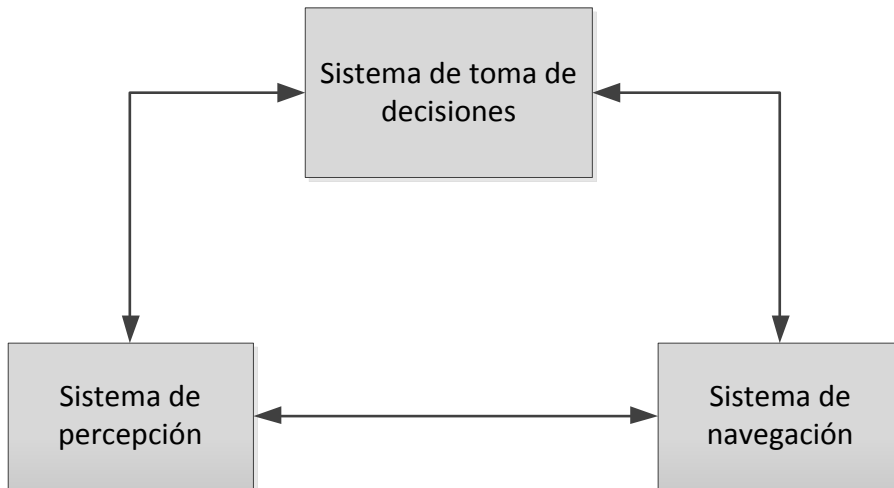 Sistema de toma de
decisiones
Sistema de
percepción
Sistema de
navegación